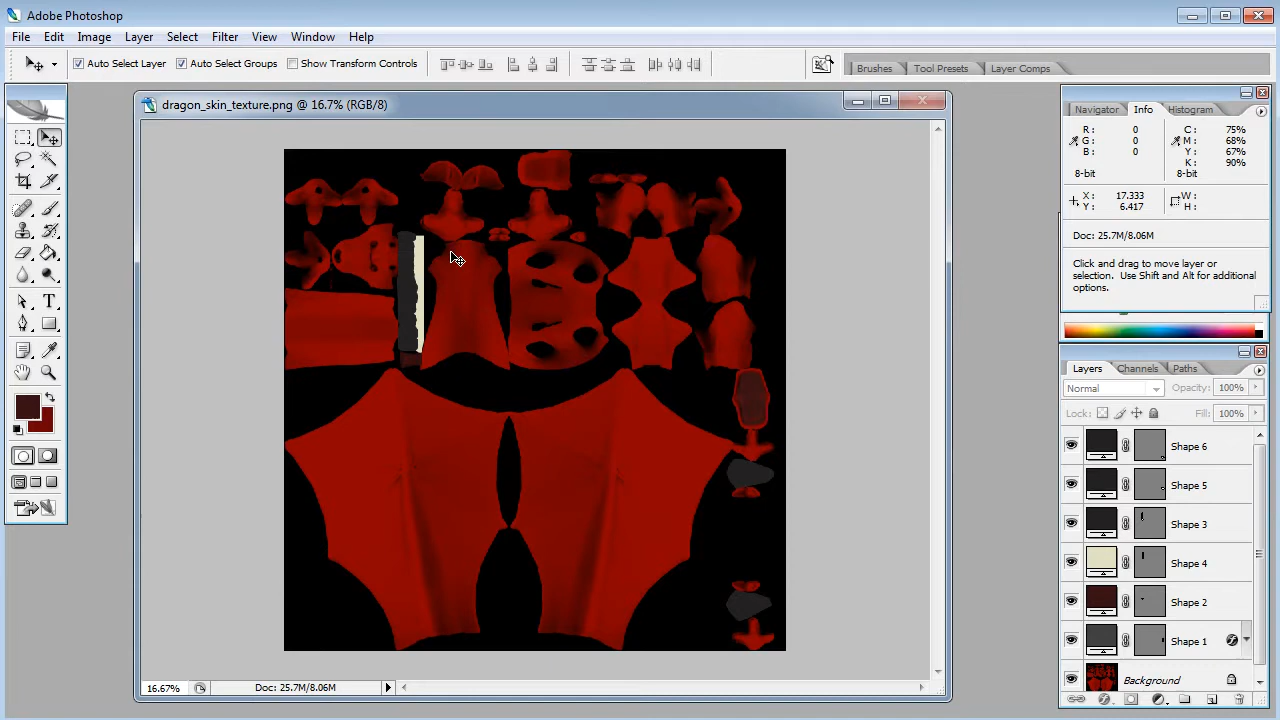 Adobe Photoshop
File Edit Image Layer Select Filter View Window Help
Auto Select Layer Auto Select Groups Show Transform Controls Brushes Tool Presets Layer Comps
dragon_skin_texture.png @ 16.7% (RGB/8)
Navigator Info Histogram
R: 0 C: 75%
G: 0 M: 68%
B: 0 Y: 67%
K: 90%
8-bit 8-bit
X: 17.333 W:
Y: 6.417 H:
Doc: 25.7M/8.06M
Click and drag to move layer or
selection. Use Shift and Alt for additional
options.
Layers Channels Paths
Normal Opacity: 100%
Lock: Fill: 100%
Shape 6
Shape 5
Shape 3
Shape 4
Shape 2
Shape 1
Background
16.67% Doc: 25.7M/8.06M